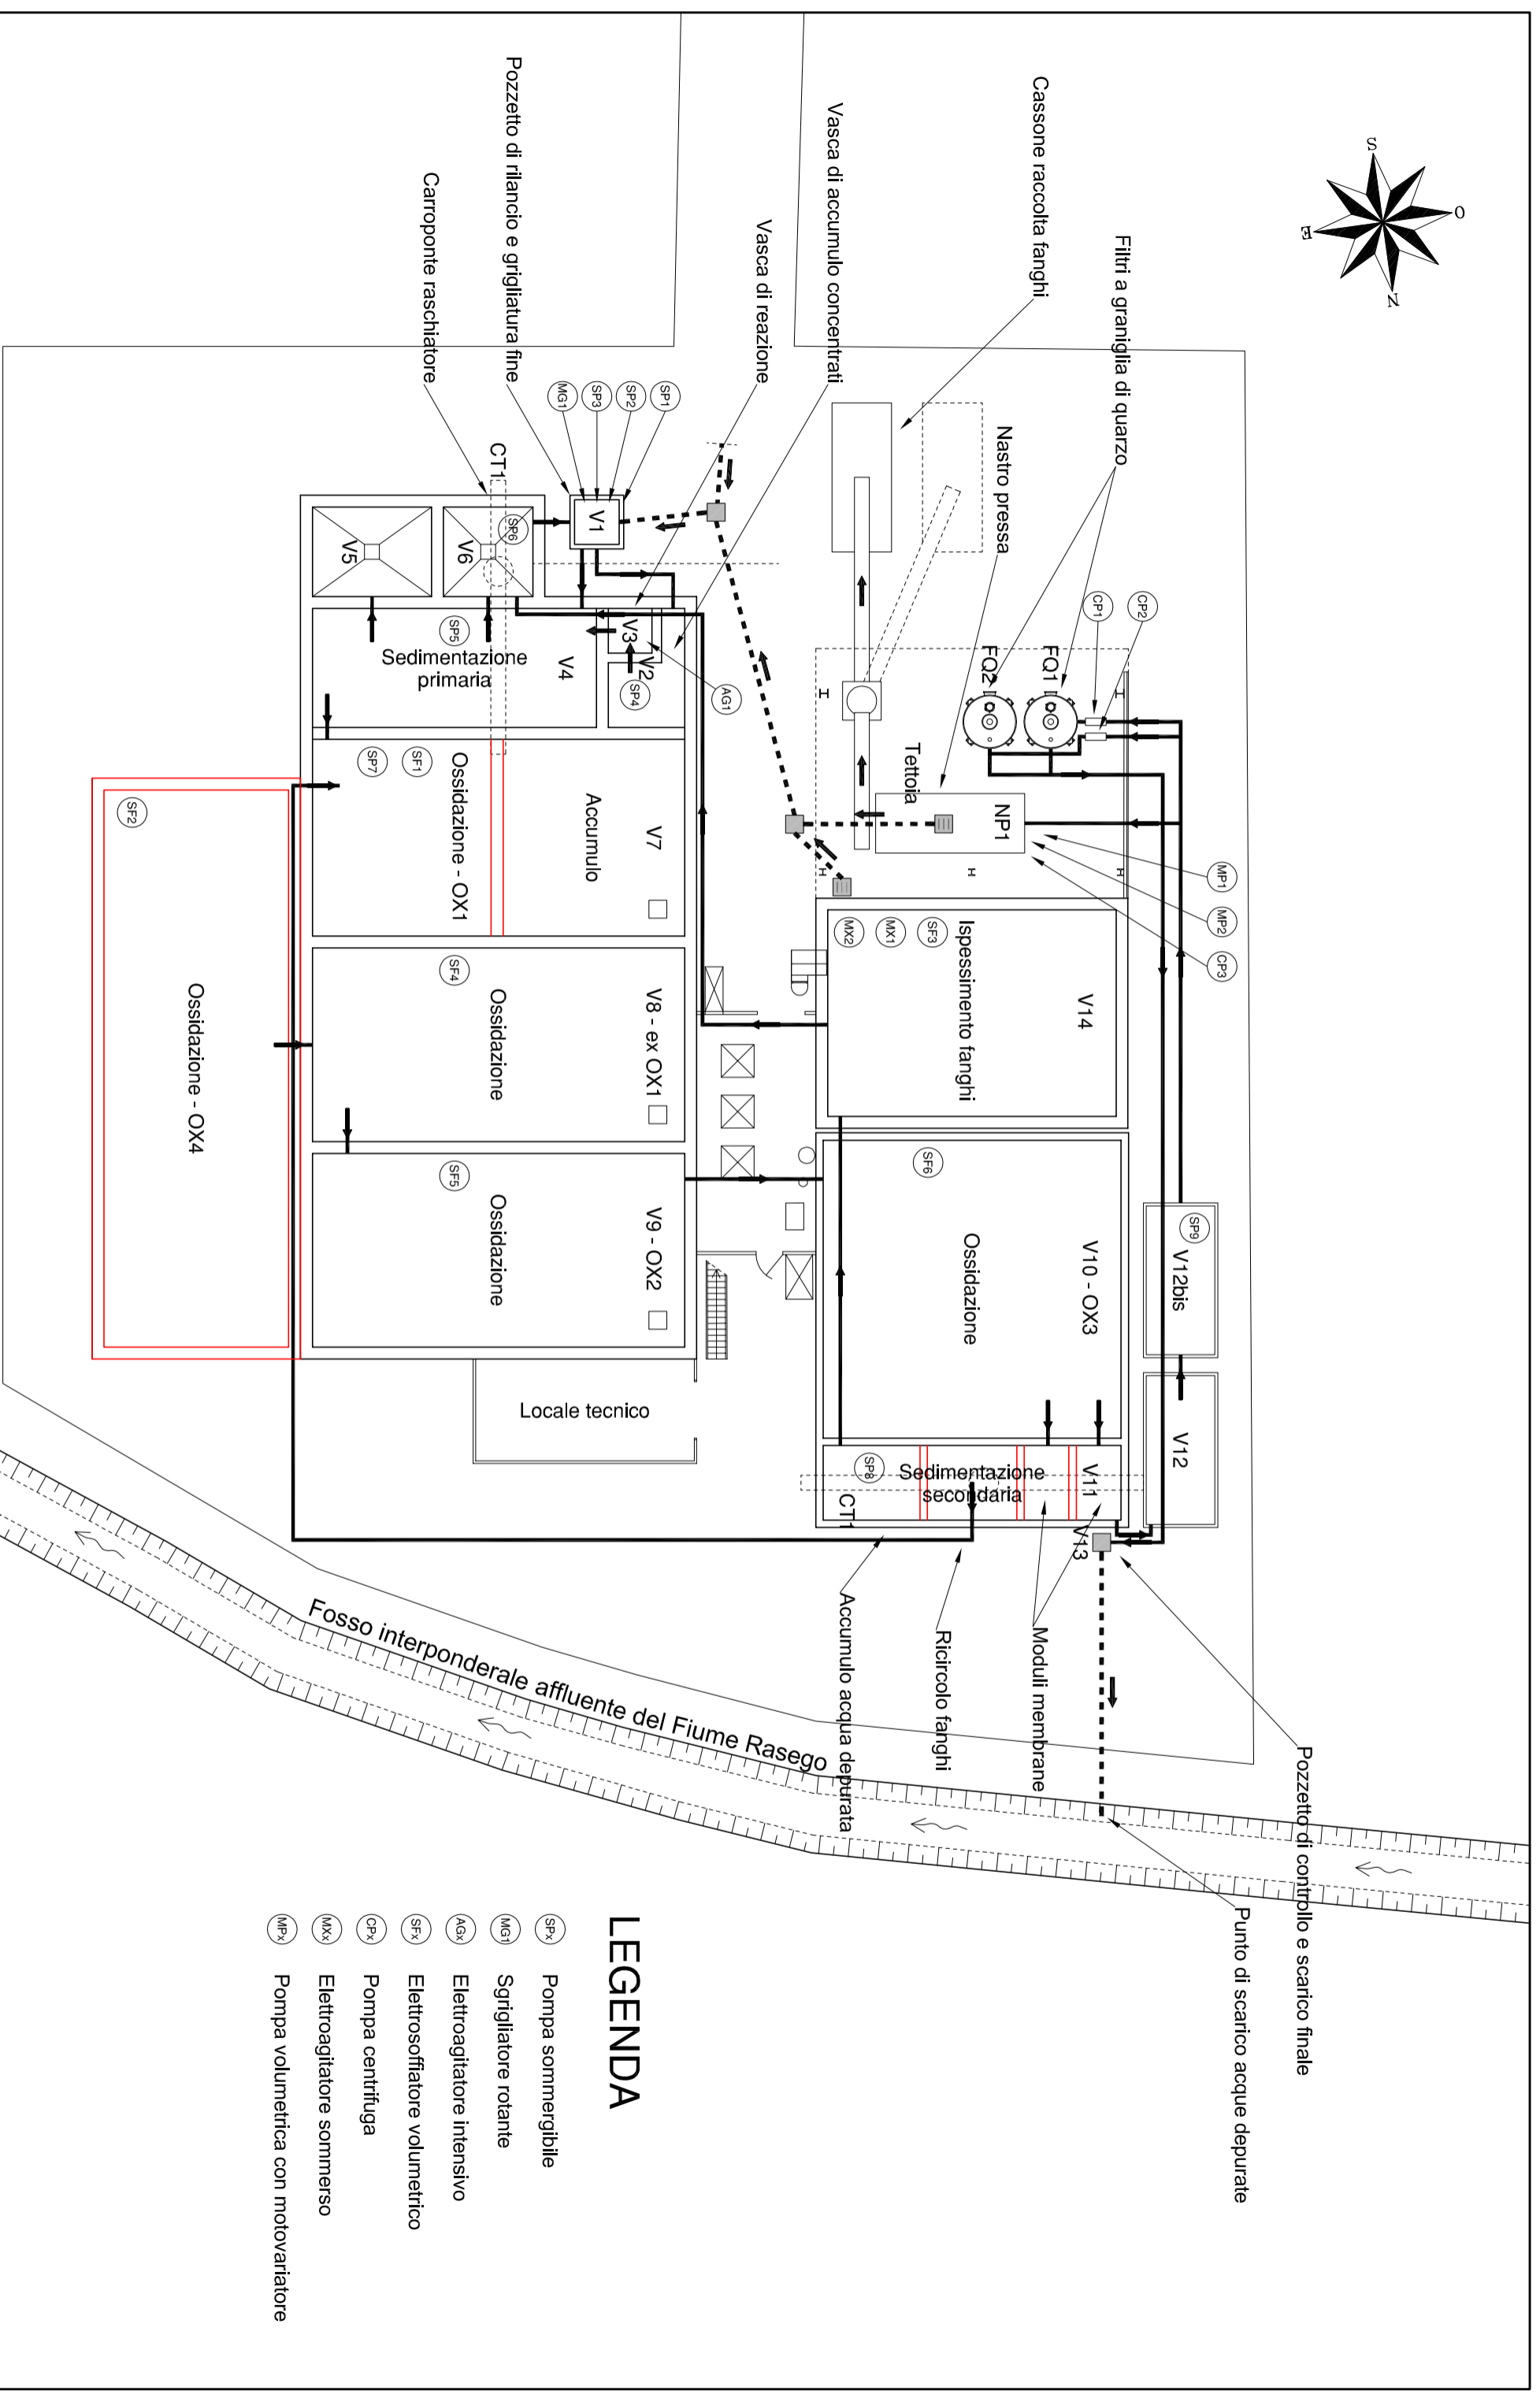 S
O
E
N
Pozzetto di rilancio e grigliatura fine
Carroponte raschiatore
Vasca di accumulo concentrati
Vasca di reazione
Cassone raccolta fanghi
Filtri a graniglia di quarzo
Nastro pressa
SP1
SP2
SP3
MG1
CT1
V1
SP6
V6
V5
V3
V2
SP4
AG1
V4
SP5
Sedimentazione
primaria
CP2
CP1
FQ1
FQ2
Tettoia
NP1
MP1
MP2
CP3
V7
Accumulo
Ossidazione - OX1
SF1
SP7
SF2
Ossidazione - OX4
V8 - ex OX1
Ossidazione
SF4
V9 - OX2
Ossidazione
SF5
V14
Ispessimento fanghi
SF3
MX1
MX2
V10 - OX3
Ossidazione
SF6
SP9
V12bis
V12
V11
Sedimentazione
secondaria
SP8
CT1
V13
Locale tecnico
Accumulo acqua depurata
Ricircolo fanghi
Moduli membrane
Pozzetto di controllo e scarico finale
Punto di scarico acque depurate
Fosso interponderale affluente del Fiume Rasego
LEGENDA
SPx Pompa sommergibile
MG1 Sgrigliatore rotante
AGx Elettroagitatore intensivo
SFx Elettrosoffiatore volumetrico
CPx Pompa centrifuga
MXx Elettroagitatore sommerso
MPx Pompa volumetrica con motovariatore